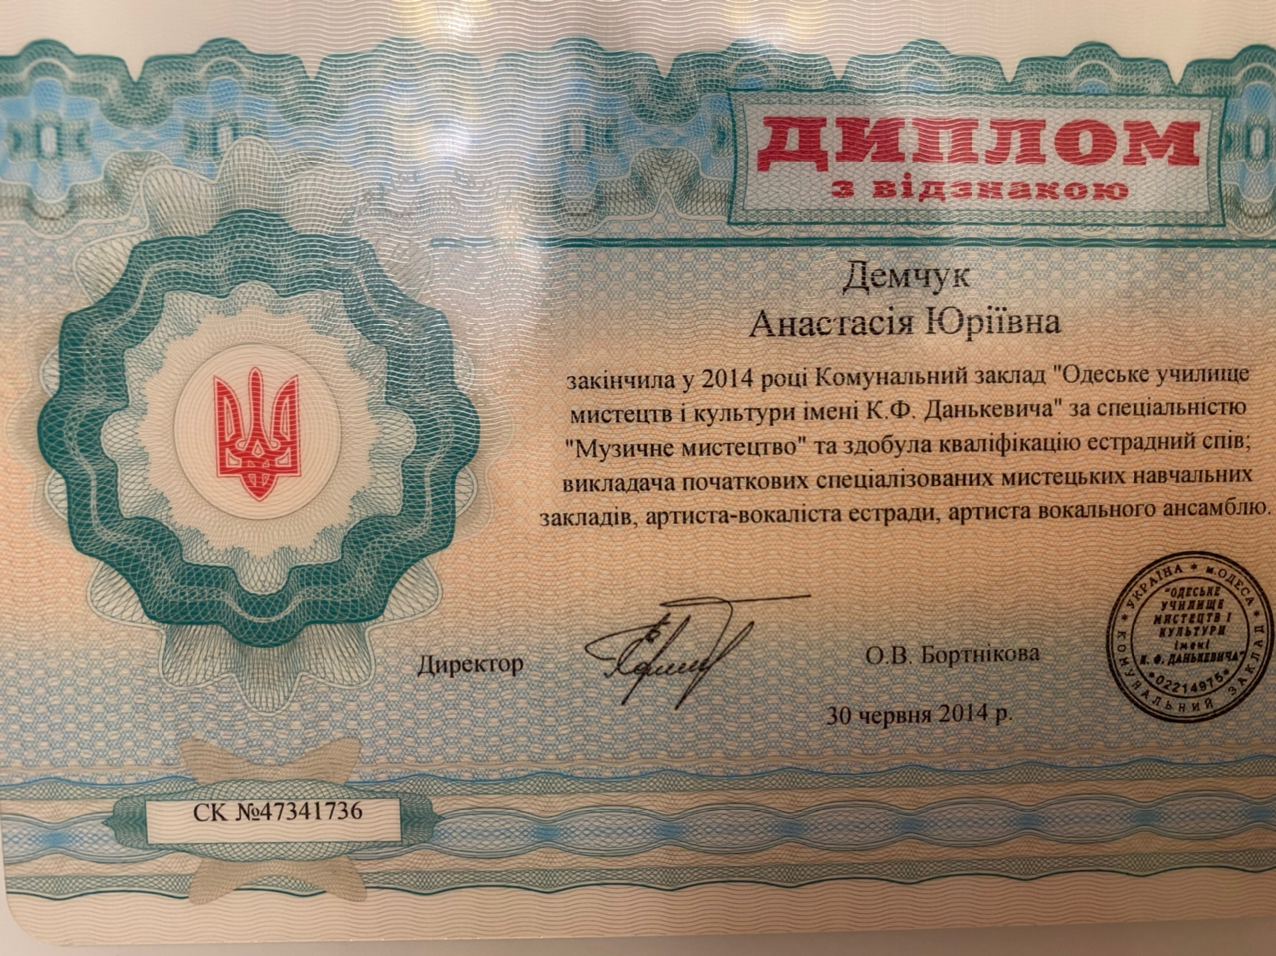 ДИПЛОМ
з відзнакою
Демчук
Анастасія Юріївна
закінчила у 2014 році Комунальний заклад "Одеське училище
мистецтв і культури імені К.Ф. Данькевича" за спеціальністю
"Музичне мистецтво" та здобула кваліфікацію естрадний спів;
викладача початкових спеціалізованих мистецьких навчальних
закладів, артиста-вокаліста естради, артиста вокального ансамблю.
Директор
О.В. Бортнікова
30 червня 2014 р.
УКРАЇНА * м.ОДЕСА *
КОМУНАЛЬНИЙ ЗАКЛАД
"ОДЕСЬКЕ
УЧИЛИЩЕ
МИСТЕЦТВ І
КУЛЬТУРИ
імені
К.Ф.ДАНЬКЕВИЧА"
*02214975*
СК №47341736